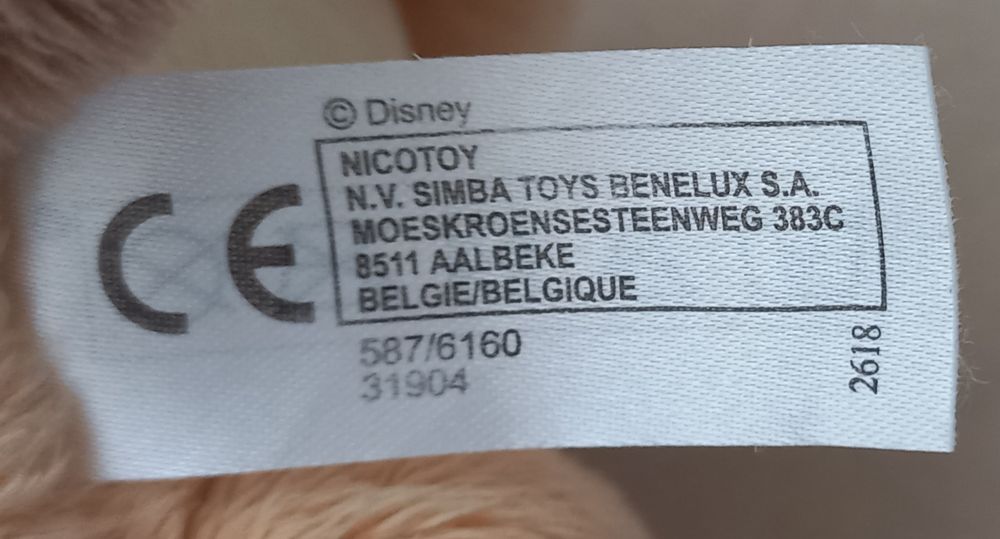 © Disney
CE
NICOTOY
N.V. SIMBA TOYS BENELUX S.A.
MOESKROENSESTEENWEG 383C
8511 AALBEKE
BELGIE/BELGIQUE
587/6160
31904
2618